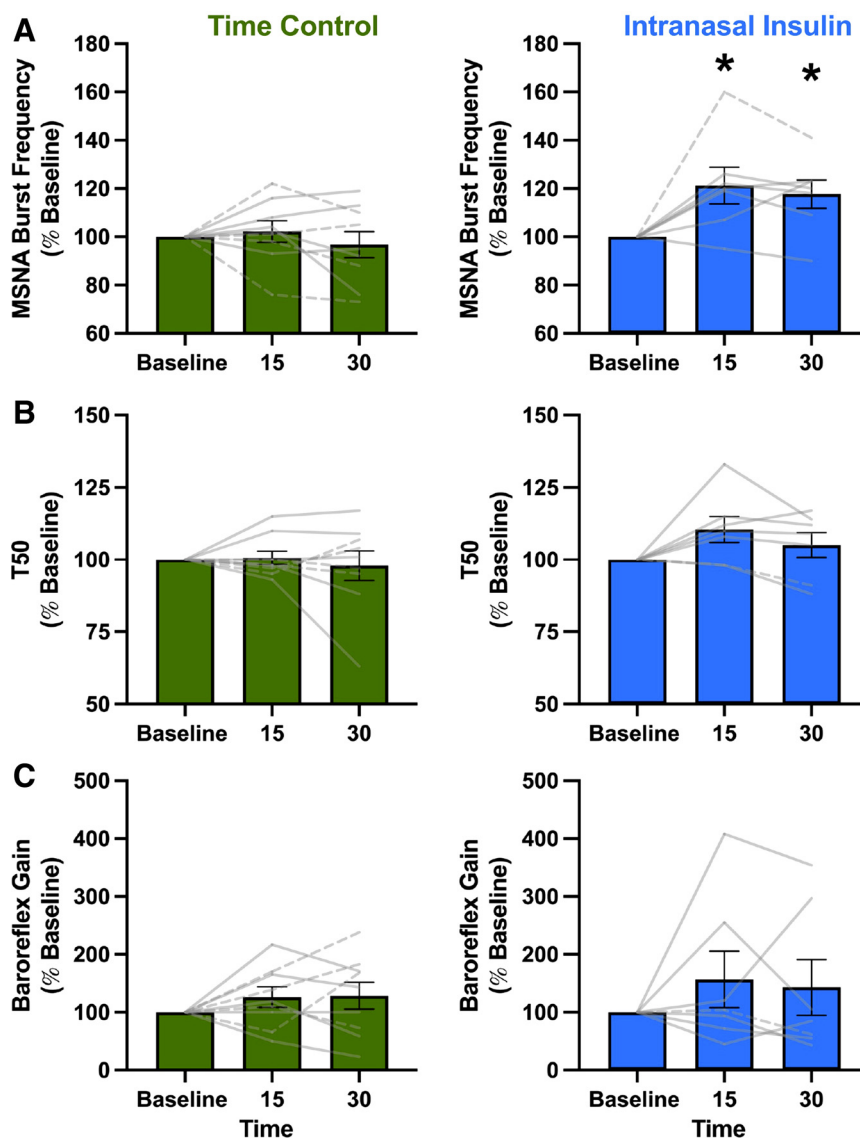 A
Time Control
Intranasal Insulin
MSNA Burst Frequency
(% Baseline)
180
160
140
120
100
80
60
Baseline 15 30
MSNA Burst Frequency
(% Baseline)
180
160
140
120
100
80
60
* *
Baseline 15 30
B
T50
(% Baseline)
150
125
100
75
50
Baseline 15 30
T50
(% Baseline)
150
125
100
75
50
Baseline 15 30
C
Baroreflex Gain
(% Baseline)
500
400
300
200
100
0
Baseline 15 30
Time
Baroreflex Gain
(% Baseline)
500
400
300
200
100
0
Baseline 15 30
Time